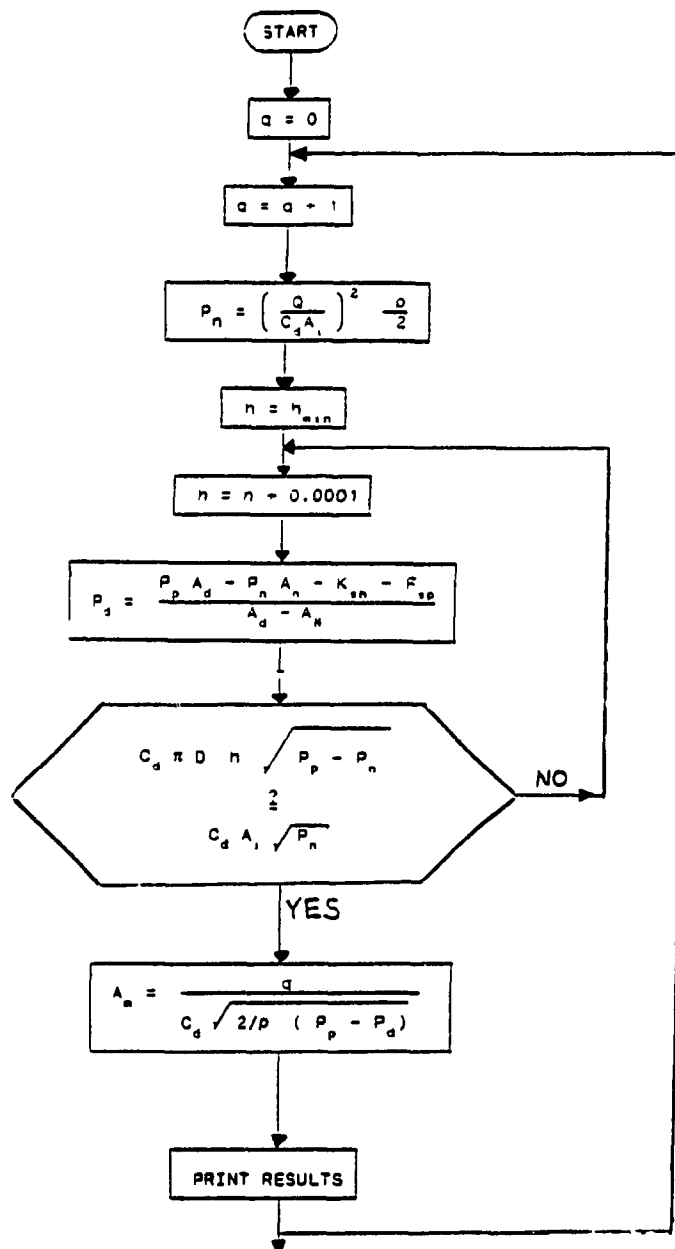 START
q = 0
q = q + 1
P_n = ( Q / C_d A_i )^2 ρ/2
h = h_min
h = h + 0.0001
P_d = (P_p A_d - P_n A_n - K_sh - F_sp) / (A_d - A_N)
C_d π D h √(P_p - P_n)
?=
C_d A_i √P_n
NO
YES
A_m = q / (C_d √(2/ρ (P_p - P_d)))
PRINT RESULTS